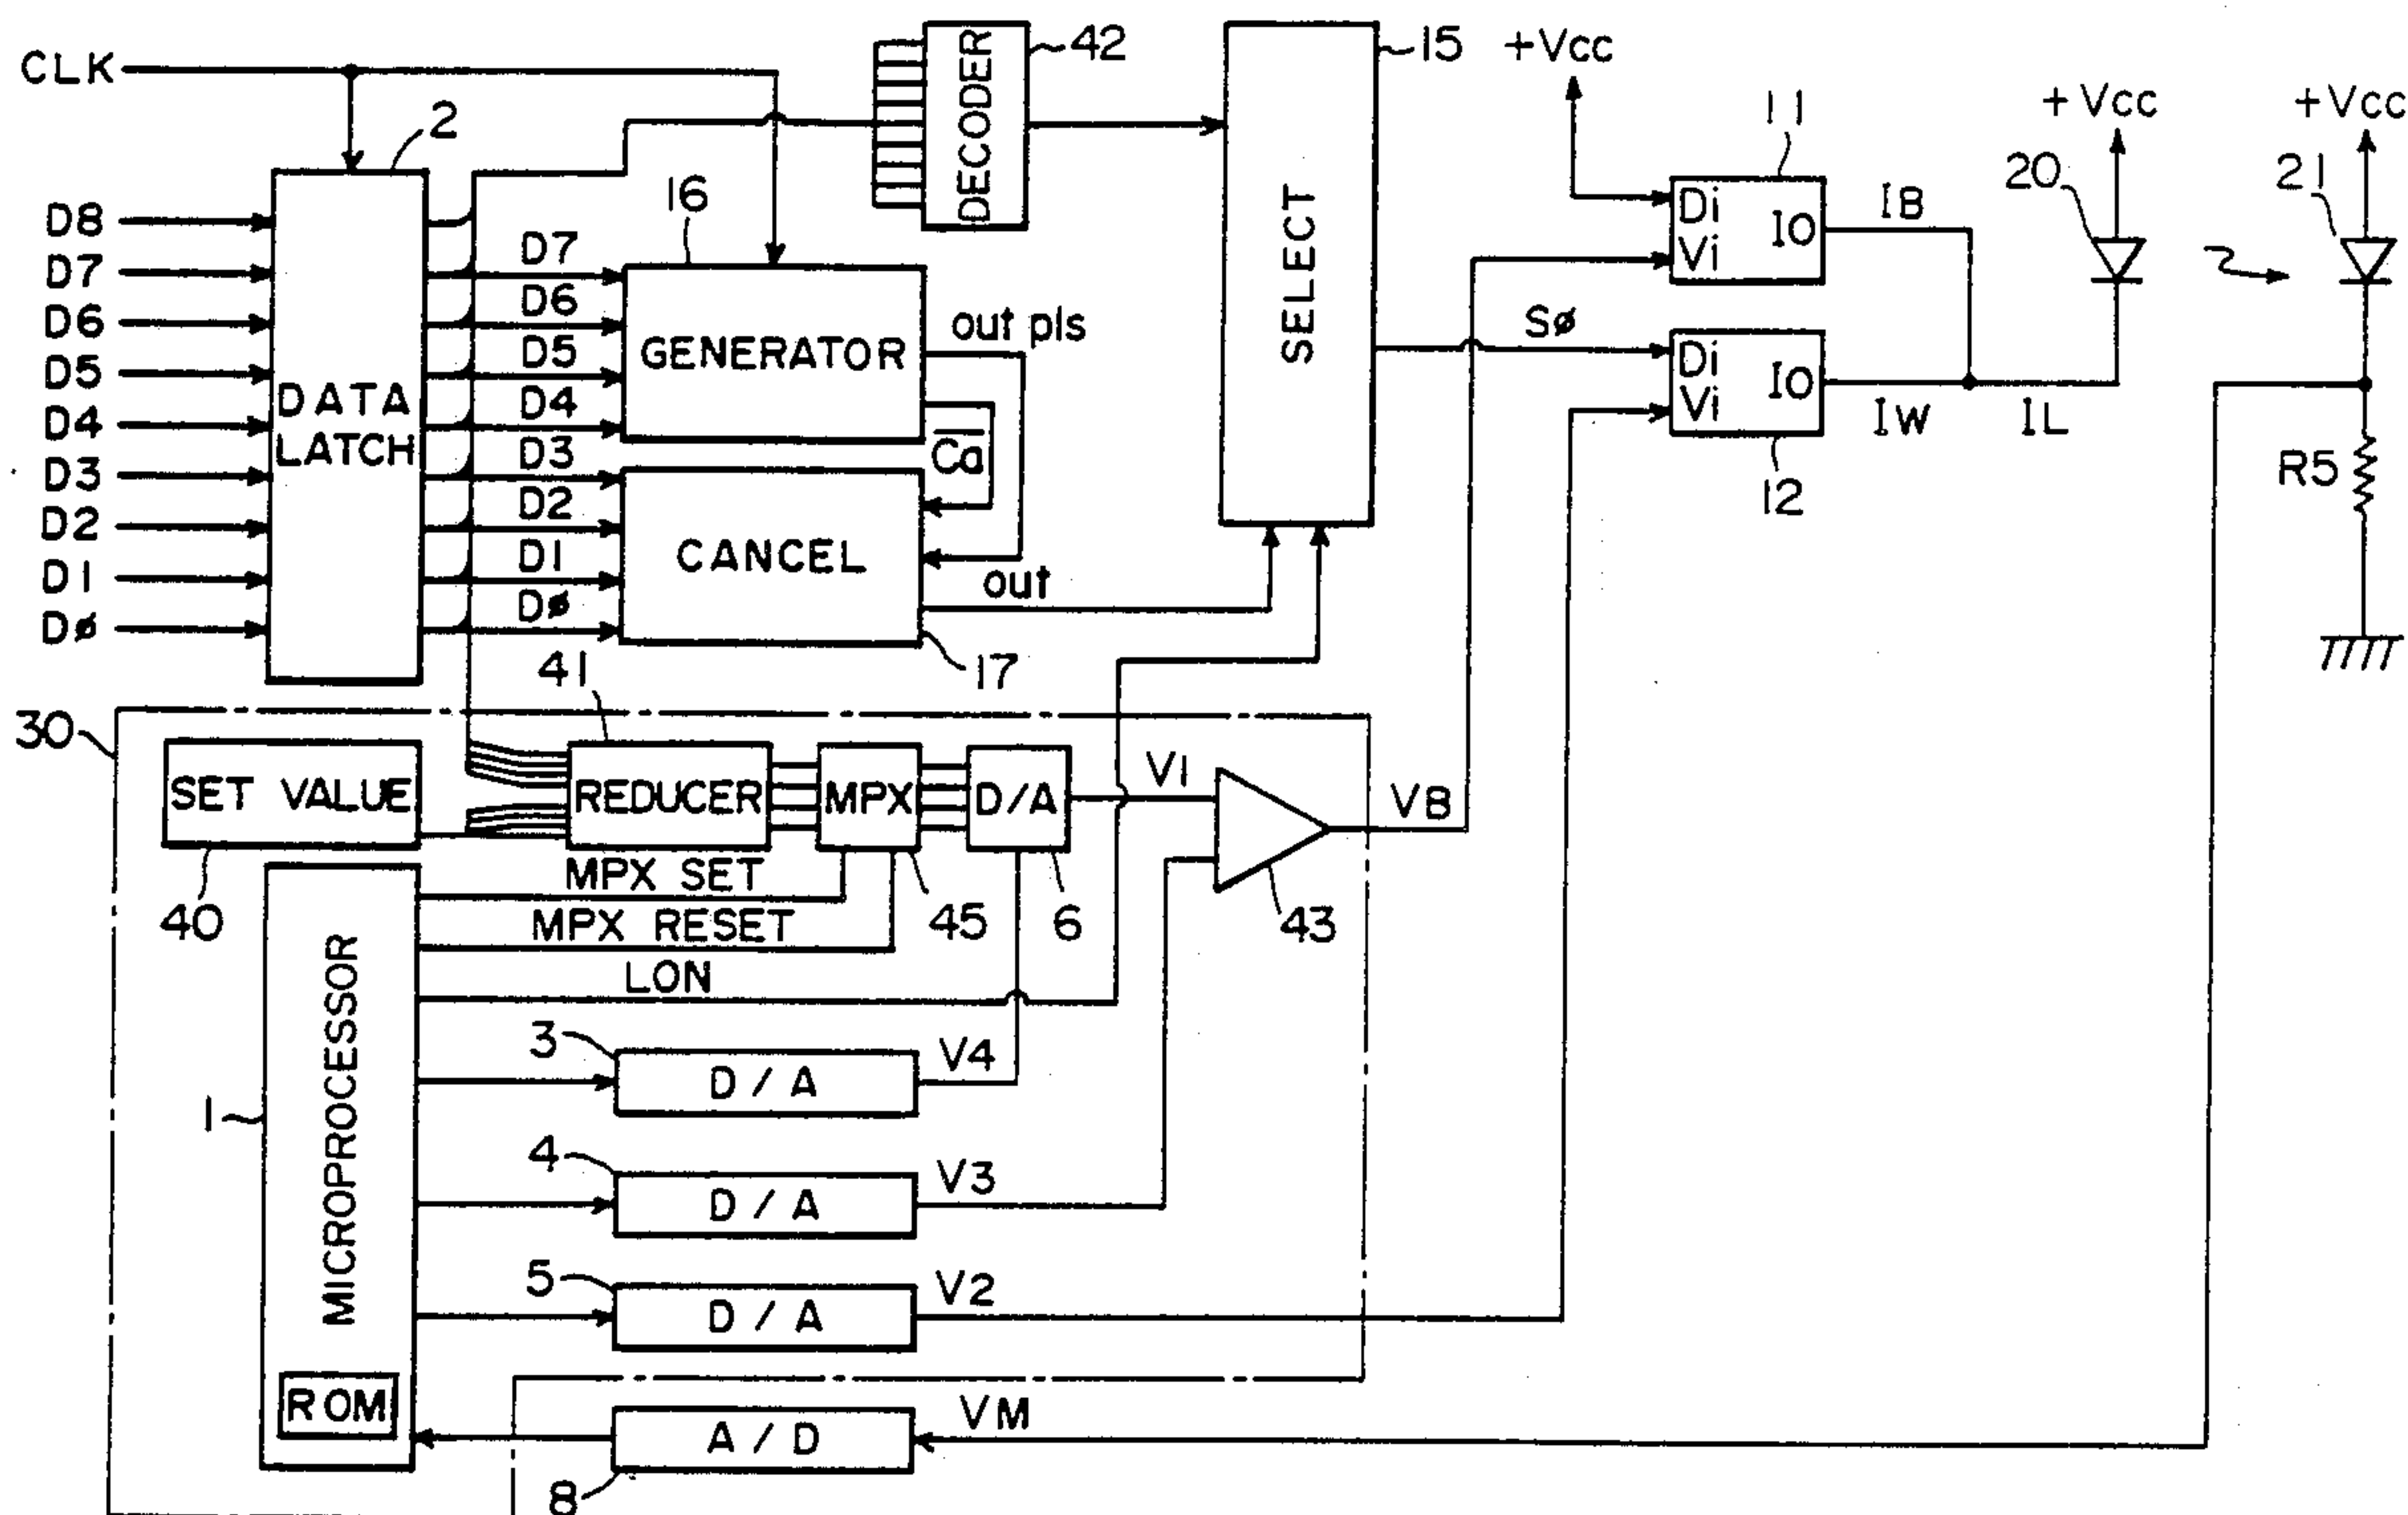 CLK
2
D8
D7
D6
D5
D4
D3
D2
D1
Dø
DATA
LATCH
42
DECODER
15
SELECT
16
D7
D6
D5
D4
D3
D2
D1
Dø
GENERATOR
out pls
C̅a̅
CANCEL
out
17
+Vcc
11
Di
Vi
IO
IB
Sø
Di
Vi
IO
12
IW
IL
+Vcc
20
+Vcc
21
R5
30
SET VALUE
40
41
REDUCER
MPX
45
D/A
6
V1
43
VB
MPX SET
MPX RESET
LON
1
MICROPROCESSOR
ROM
3
D/A
V4
4
D/A
V3
5
D/A
V2
8
A/D
VM